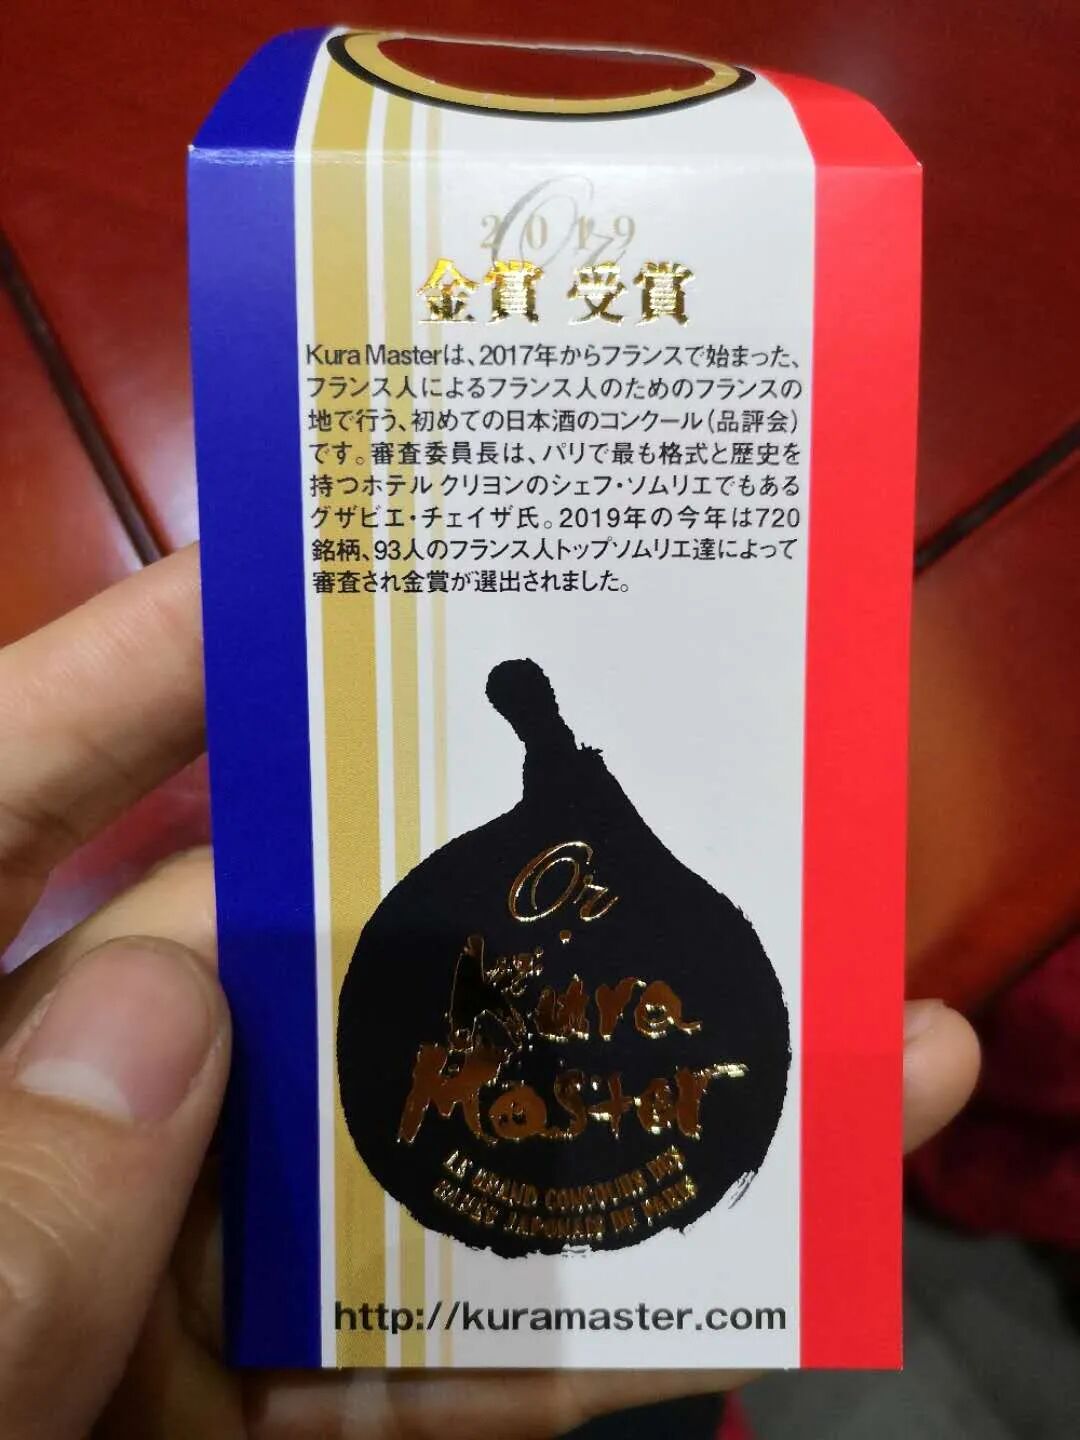 2019
Or
金賞 受賞
Kura Masterは、2017年からフランスで始まった、
フランス人によるフランス人のためのフランスの
地で行う、初めての日本酒のコンクール(品評会)
です。審査委員長は、パリで最も格式と歴史を
持つホテル クリヨンのシェフ・ソムリエでもある
グザビエ・チェイザ氏。2019年の今年は720
銘柄、93人のフランス人トップソムリエ達によって
審査され金賞が選出されました。
Or
Kura
Master
LE GRAND CONCOURS DES
SAKES JAPONAIS DE PARIS
http://kuramaster.com